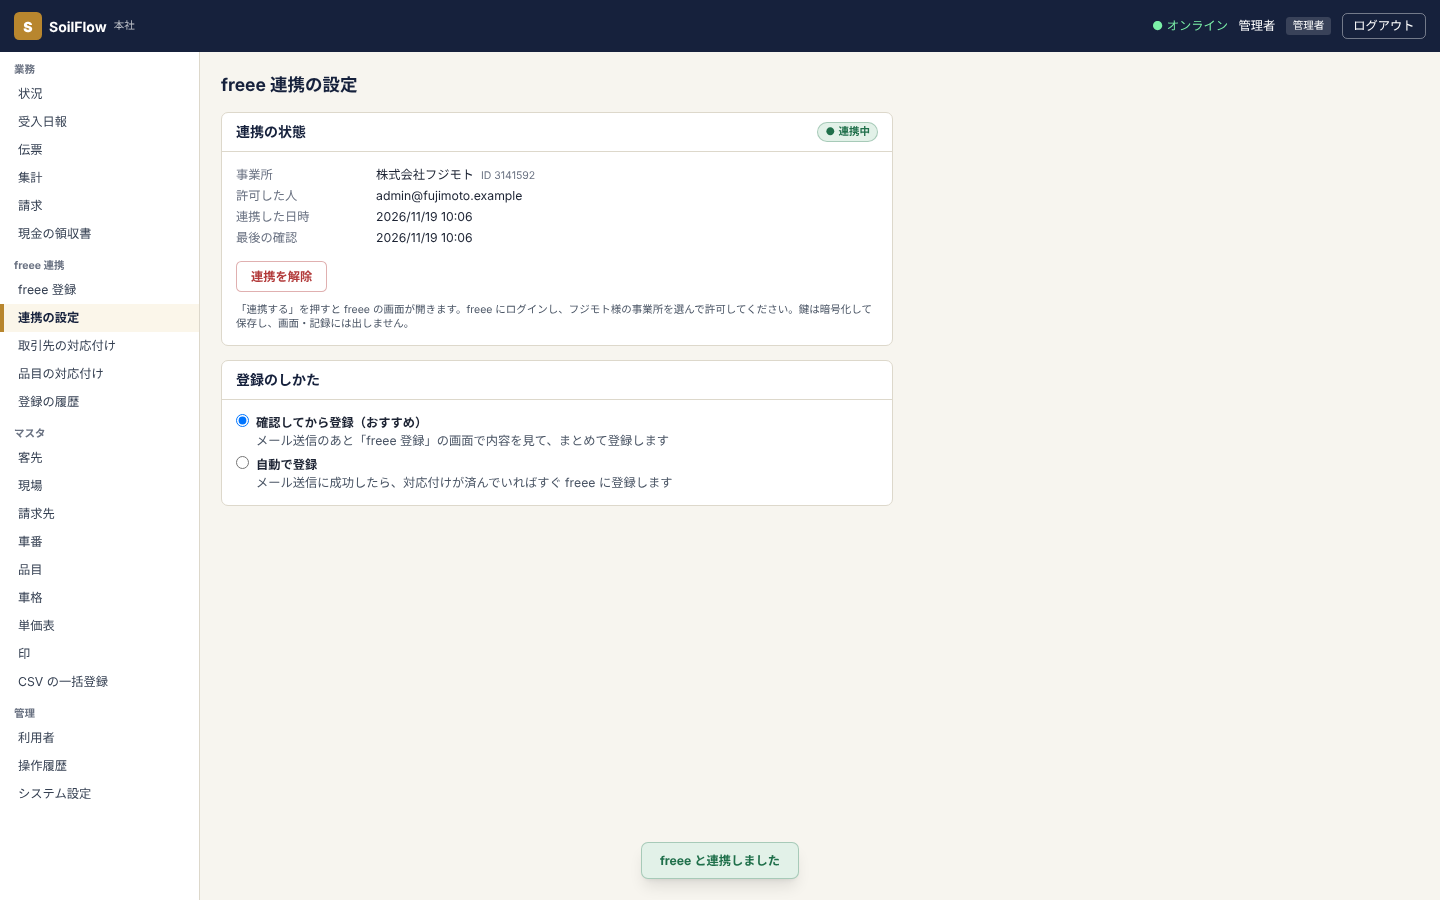 S SoilFlow 本社
オンライン 管理者 管理者 ログアウト
業務
状況
受入日報
伝票
集計
請求
現金の領収書
freee 連携
freee 登録
連携の設定
取引先の対応付け
品目の対応付け
登録の履歴
マスタ
客先
現場
請求先
車番
品目
車格
単価表
印
CSV の一括登録
管理
利用者
操作履歴
システム設定
freee 連携の設定
連携の状態 連携中
事業所 株式会社フジモト ID 3141592
許可した人 admin@fujimoto.example
連携した日時 2026/11/19 10:06
最後の確認 2026/11/19 10:06
連携を解除
「連携する」を押すと freee の画面が開きます。freee にログインし、フジモト様の事業所を選んで許可してください。鍵は暗号化して
保存し、画面・記録には出しません。
登録のしかた
確認してから登録（おすすめ）
メール送信のあと「freee 登録」の画面で内容を見て、まとめて登録します
自動で登録
メール送信に成功したら、対応付けが済んでいればすぐ freee に登録します
freee と連携しました